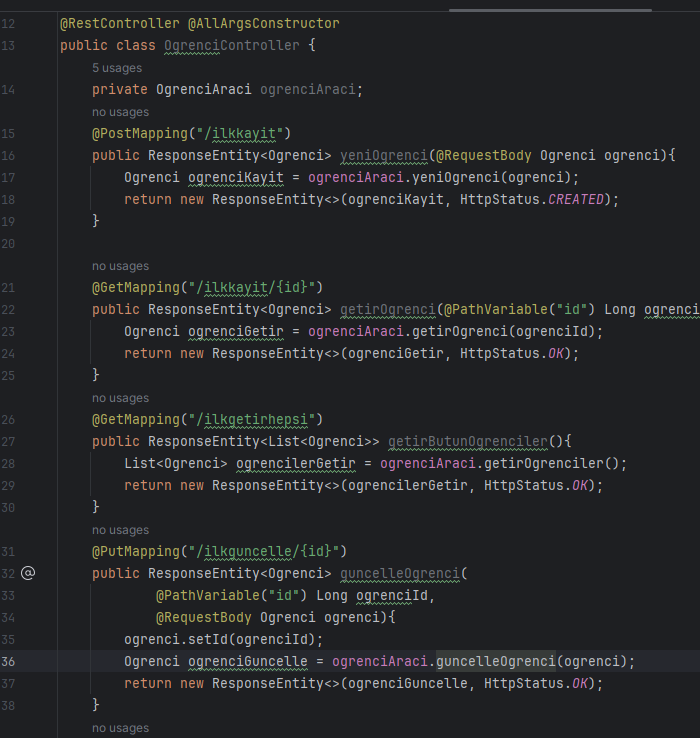 12 @RestController @AllArgsConstructor
13 public class OgrenciController {
5 usages
14 private OgrenciAraci ogrenciAraci;
no usages
15 @PostMapping("/ilkkayit")
16 public ResponseEntity<Ogrenci> yeniOgrenci(@RequestBody Ogrenci ogrenci){
17 Ogrenci ogrenciKayit = ogrenciAraci.yeniOgrenci(ogrenci);
18 return new ResponseEntity<>(ogrenciKayit, HttpStatus.CREATED);
19 }
20
no usages
21 @GetMapping("/ilkkayit/{id}")
22 public ResponseEntity<Ogrenci> getirOgrenci(@PathVariable("id") Long ogrenci
23 Ogrenci ogrenciGetir = ogrenciAraci.getirOgrenci(ogrenciId);
24 return new ResponseEntity<>(ogrenciGetir, HttpStatus.OK);
25 }
no usages
26 @GetMapping("/ilkgetirhepsi")
27 public ResponseEntity<List<Ogrenci>> getirButunOgrenciler(){
28 List<Ogrenci> ogrencilerGetir = ogrenciAraci.getirOgrenciler();
29 return new ResponseEntity<>(ogrencilerGetir, HttpStatus.OK);
30 }
no usages
31 @PutMapping("/ilkguncelle/{id}")
32 public ResponseEntity<Ogrenci> guncelleOgrenci(
33 @PathVariable("id") Long ogrenciId,
34 @RequestBody Ogrenci ogrenci){
35 ogrenci.setId(ogrenciId);
36 Ogrenci ogrenciGuncelle = ogrenciAraci.guncelleOgrenci(ogrenci);
37 return new ResponseEntity<>(ogrenciGuncelle, HttpStatus.OK);
38 }
no usages